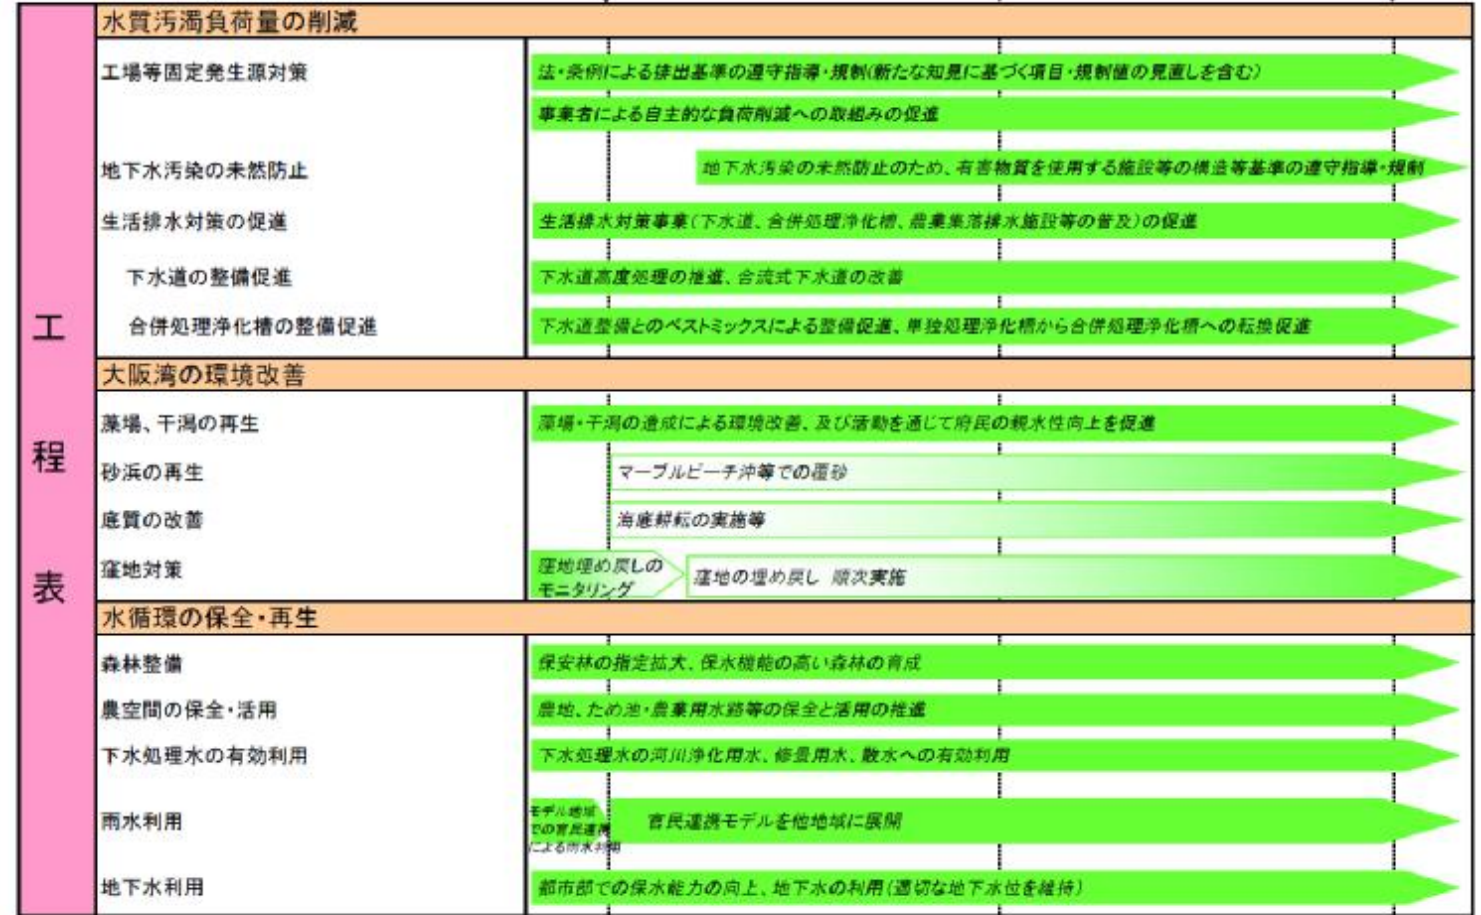 工程表
水質汚濁負荷量の削減
工場等固定発生源対策
法・条例による排出基準の遵守指導・規制(新たな知見に基づく項目・規制値の見直しを含む)
事業者による自主的な負荷削減への取組みの促進
地下水汚染の未然防止
地下水汚染の未然防止のため、有害物質を使用する施設等の構造等基準の遵守指導・規制
生活排水対策の促進
生活排水対策事業(下水道、合併処理浄化槽、農業集落排水施設等の普及)の促進
下水道の整備促進
下水道高度処理の推進、合流式下水道の改善
合併処理浄化槽の整備促進
下水道整備とのベストミックスによる整備促進、単独処理浄化槽から合併処理浄化槽への転換促進
大阪湾の環境改善
藻場、干潟の再生
藻場・干潟の造成による環境改善、及び活動を通じて府民の親水性向上を促進
砂浜の再生
マーブルビーチ沖等での覆砂
底質の改善
海底耕耘の実施等
窪地対策
窪地埋め戻しの
モニタリング
窪地の埋め戻し 順次実施
水循環の保全・再生
森林整備
保安林の指定拡大、保水機能の高い森林の育成
農空間の保全・活用
農地、ため池・農業用水路等の保全と活用の推進
下水処理水の有効利用
下水処理水の河川浄化用水、修景用水、散水への有効利用
雨水利用
モデル地域
での官民連携
による雨水利用
官民連携モデルを他地域に展開
地下水利用
都市部での保水能力の向上、地下水の利用(適切な地下水位を維持)